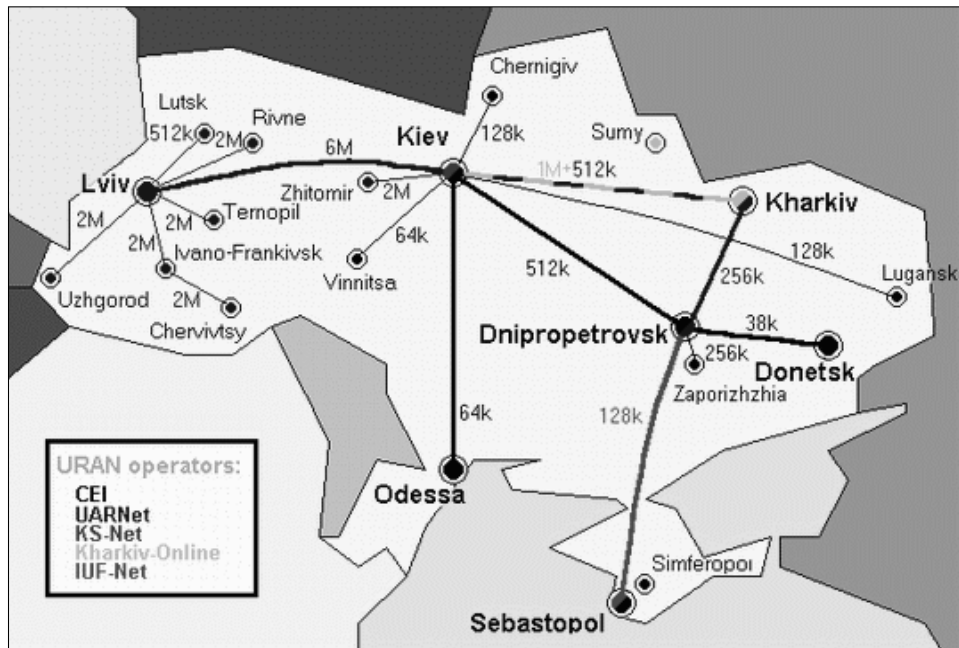 Chernigiv
Lutsk
Rivne
Kiev
128k
Sumy
512k
2M
6M
1M+512k
Lviv
Zhitomir
2M
Kharkiv
2M
Ternopil
2M
64k
128k
2M
Ivano-Frankivsk
Vinnitsa
512k
256k
Lugansk
Uzhgorod
2M
Chervivtsy
Dnipropetrovsk
38k
256k
Donetsk
Zaporizhzhia
64k
128k
URAN operators:
CEI
UARNet
KS-Net
Kharkiv-Online
IUF-Net
Odessa
Simferopol
Sebastopol